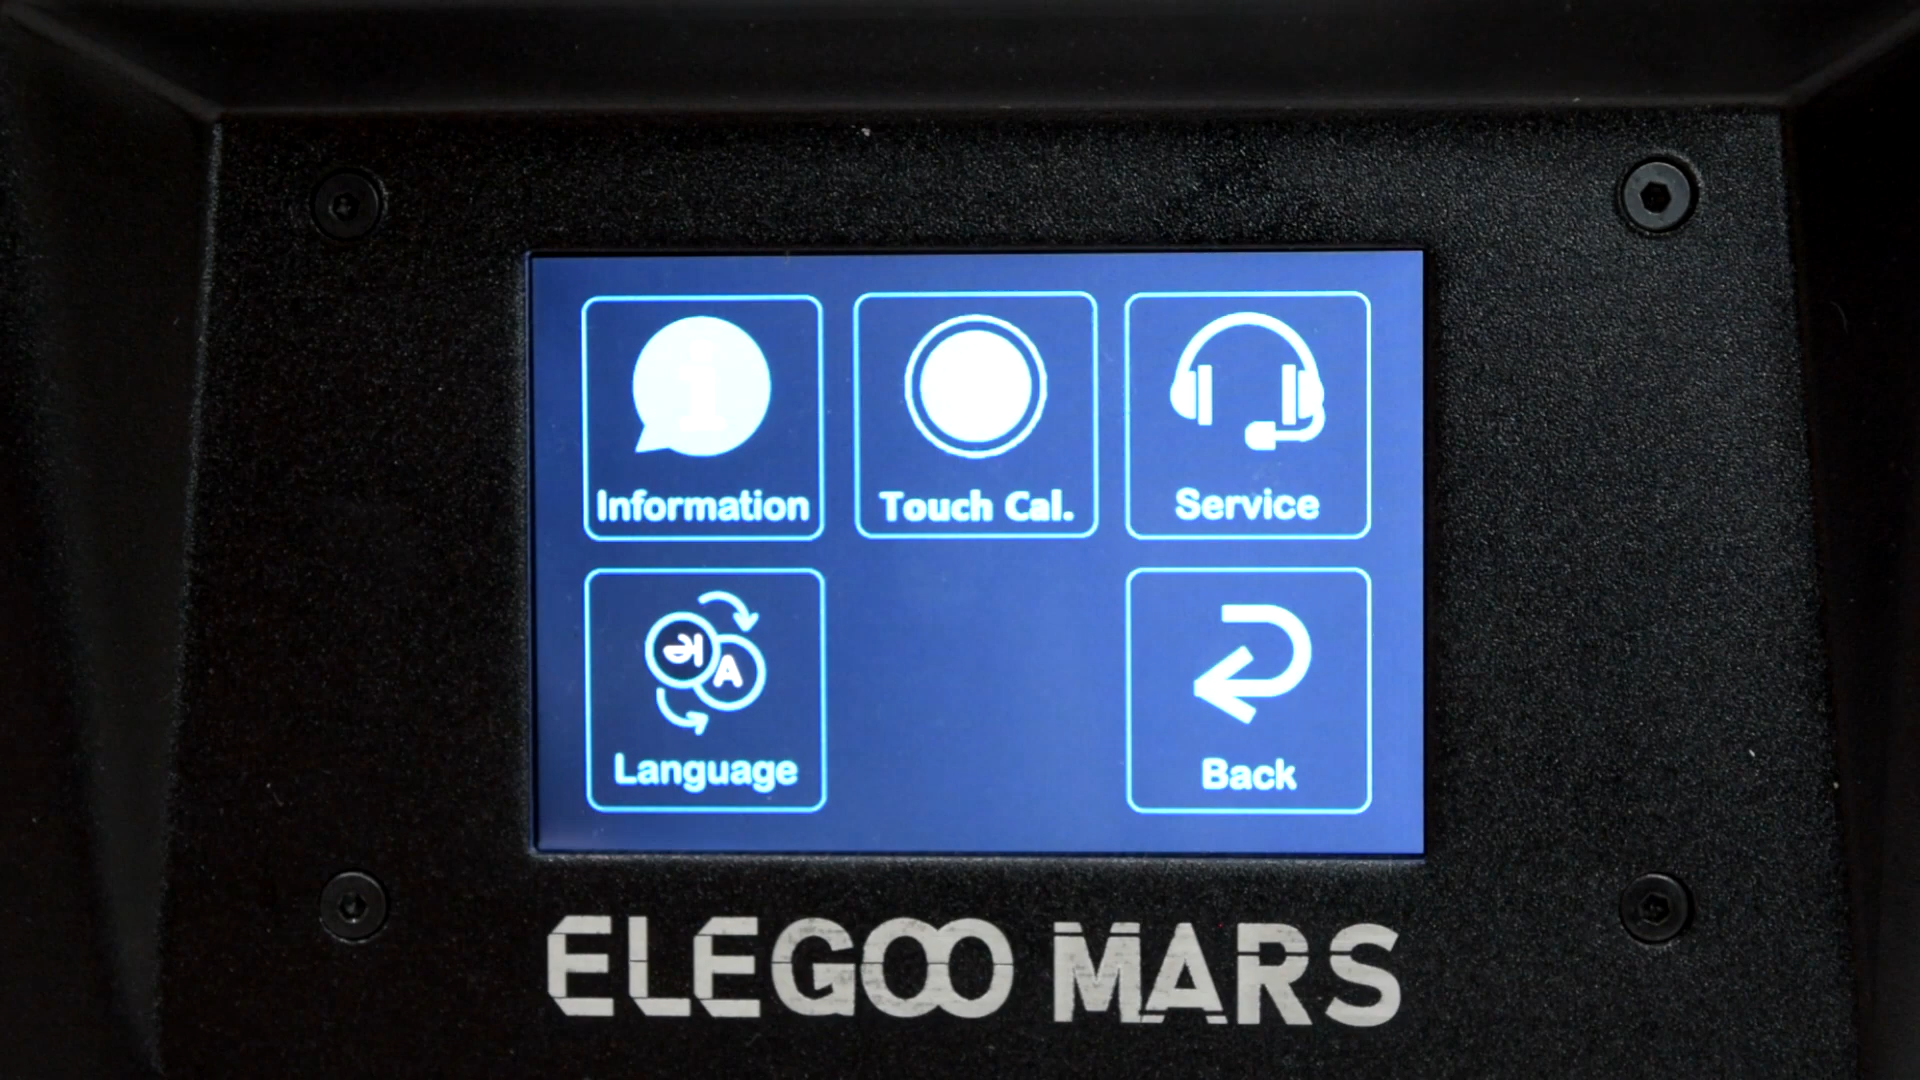 Information
Touch Cal.
Service
A
Language
Back
ELEGOO MARS